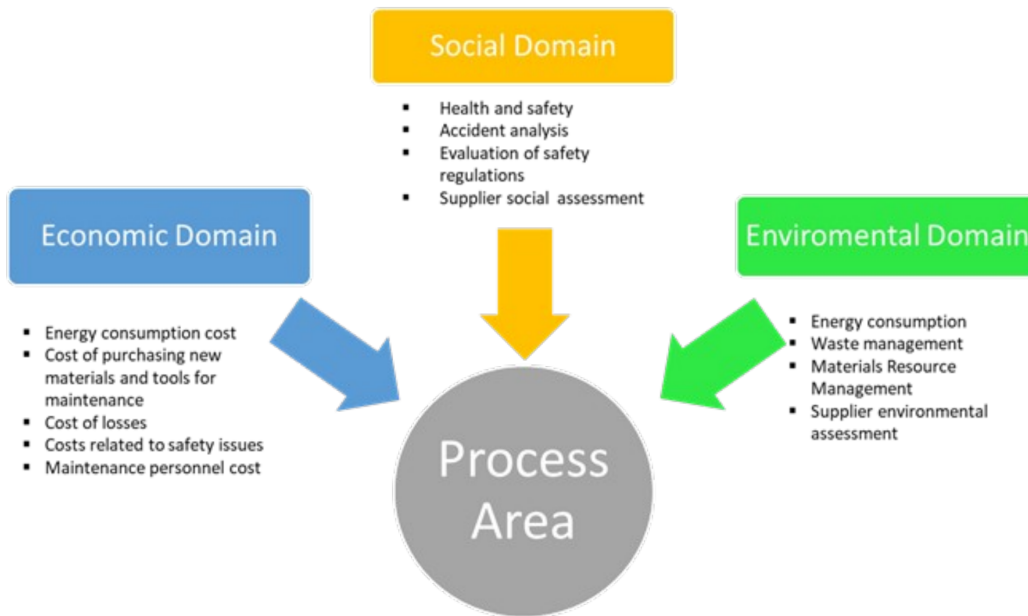 Social Domain
▪ Health and safety
▪ Accident analysis
▪ Evaluation of safety
regulations
▪ Supplier social assessment
Economic Domain
▪ Energy consumption cost
▪ Cost of purchasing new
materials and tools for
maintenance
▪ Cost of losses
▪ Costs related to safety issues
▪ Maintenance personnel cost
Enviromental Domain
▪ Energy consumption
▪ Waste management
▪ Materials Resource
Management
▪ Supplier environmental
assessment
Process
Area